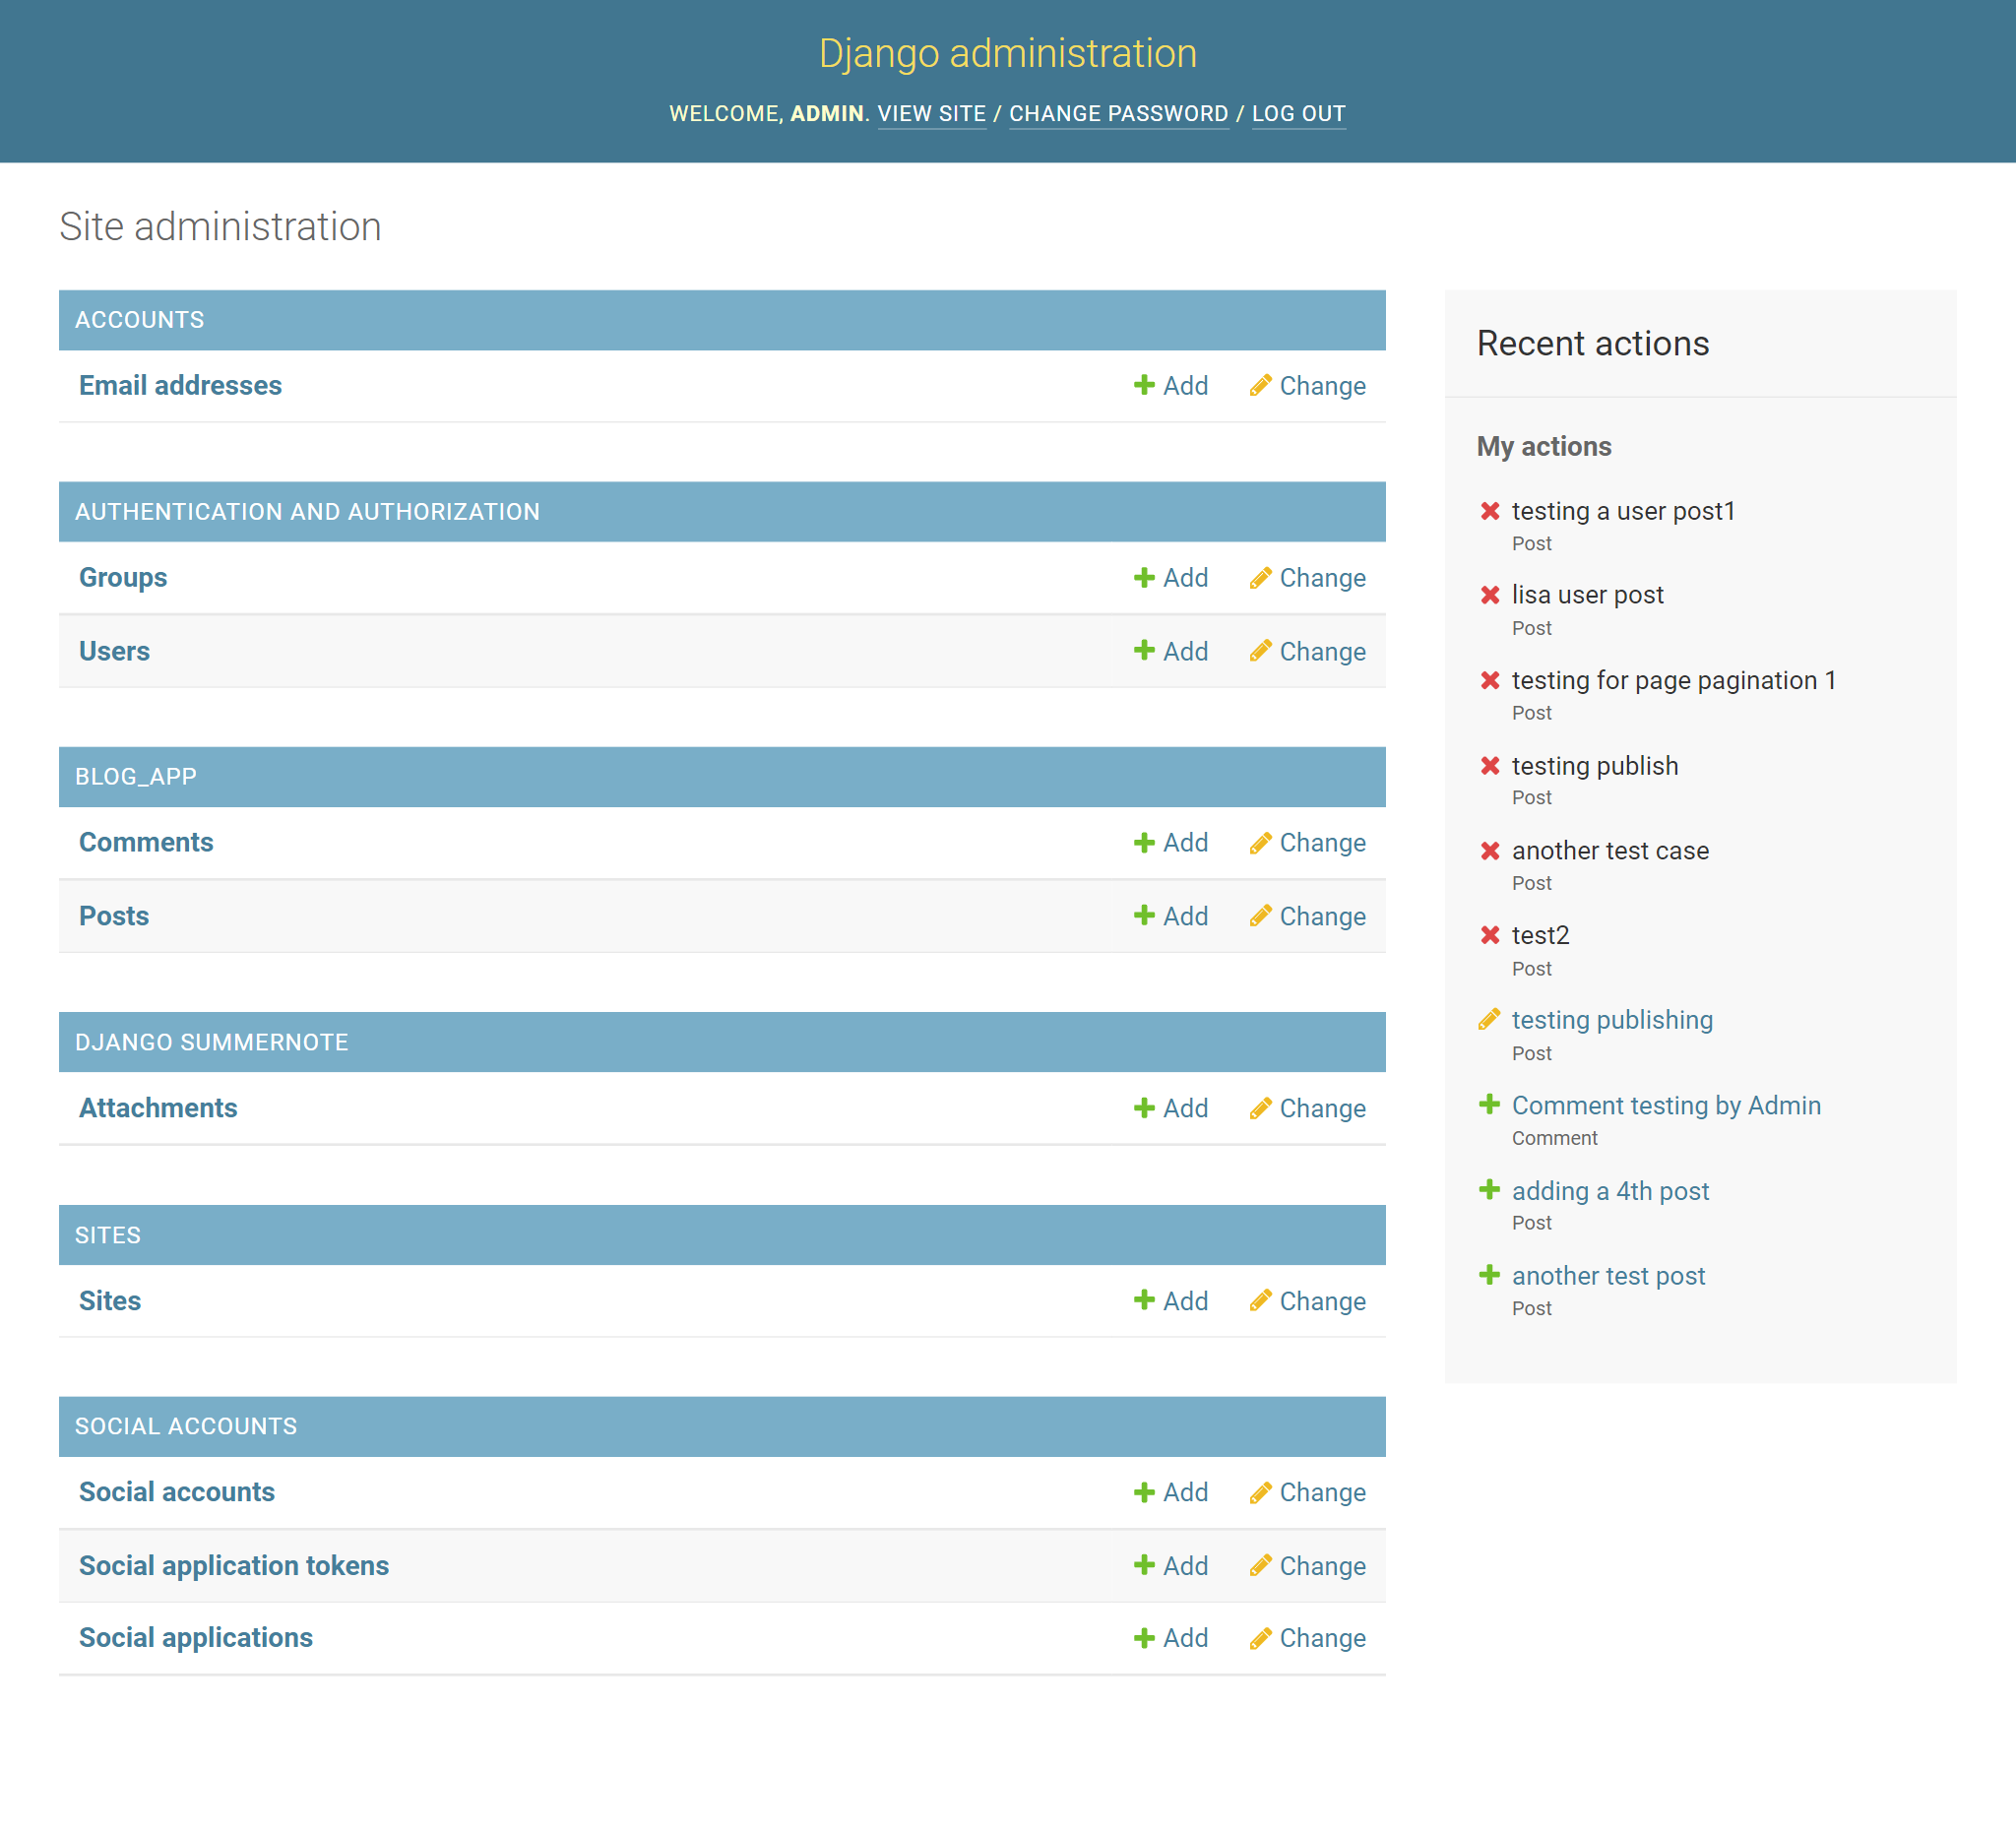 Django administration
WELCOME, ADMIN. VIEW SITE / CHANGE PASSWORD / LOG OUT
Site administration
ACCOUNTS
Email addresses Add Change
AUTHENTICATION AND AUTHORIZATION
Groups Add Change
Users Add Change
BLOG_APP
Comments Add Change
Posts Add Change
DJANGO SUMMERNOTE
Attachments Add Change
SITES
Sites Add Change
SOCIAL ACCOUNTS
Social accounts Add Change
Social application tokens Add Change
Social applications Add Change
Recent actions
My actions
testing a user post1
Post
lisa user post
Post
testing for page pagination 1
Post
testing publish
Post
another test case
Post
test2
Post
testing publishing
Post
Comment testing by Admin
Comment
adding a 4th post
Post
another test post
Post